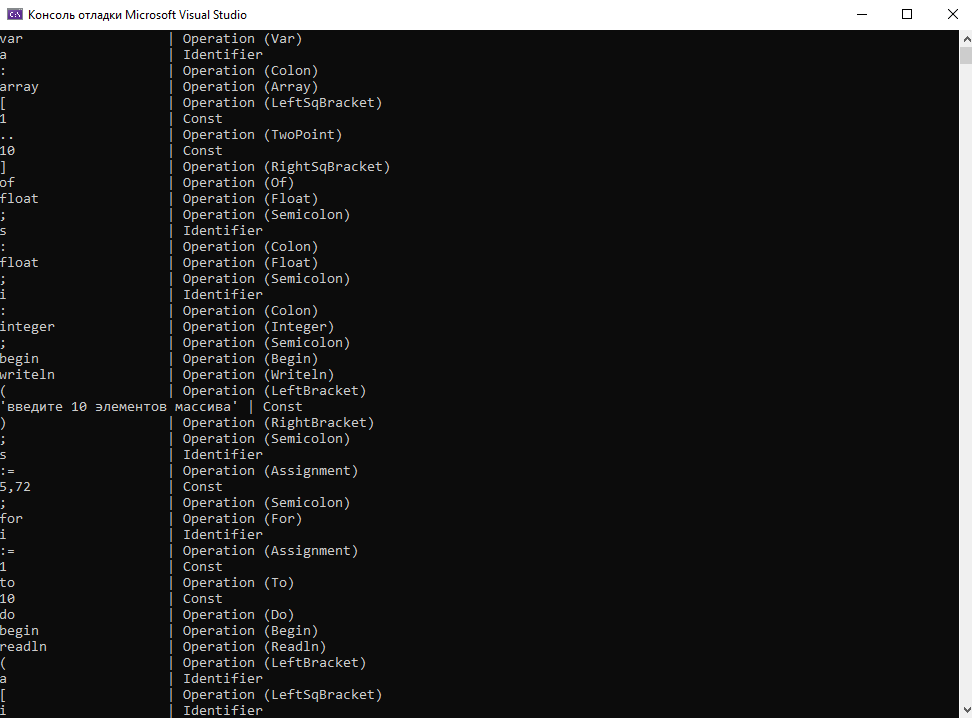 Консоль отладки Microsoft Visual Studio
var | Operation (Var)
a | Identifier
: | Operation (Colon)
array | Operation (Array)
[ | Operation (LeftSqBracket)
1 | Const
.. | Operation (TwoPoint)
10 | Const
] | Operation (RightSqBracket)
of | Operation (Of)
float | Operation (Float)
; | Operation (Semicolon)
s | Identifier
: | Operation (Colon)
float | Operation (Float)
; | Operation (Semicolon)
i | Identifier
: | Operation (Colon)
integer | Operation (Integer)
; | Operation (Semicolon)
begin | Operation (Begin)
writeln | Operation (Writeln)
( | Operation (LeftBracket)
'введите 10 элементов массива' | Const
) | Operation (RightBracket)
; | Operation (Semicolon)
s | Identifier
:= | Operation (Assignment)
5,72 | Const
; | Operation (Semicolon)
for | Operation (For)
i | Identifier
:= | Operation (Assignment)
1 | Const
to | Operation (To)
10 | Const
do | Operation (Do)
begin | Operation (Begin)
readln | Operation (Readln)
( | Operation (LeftBracket)
a | Identifier
[ | Operation (LeftSqBracket)
i | Identifier